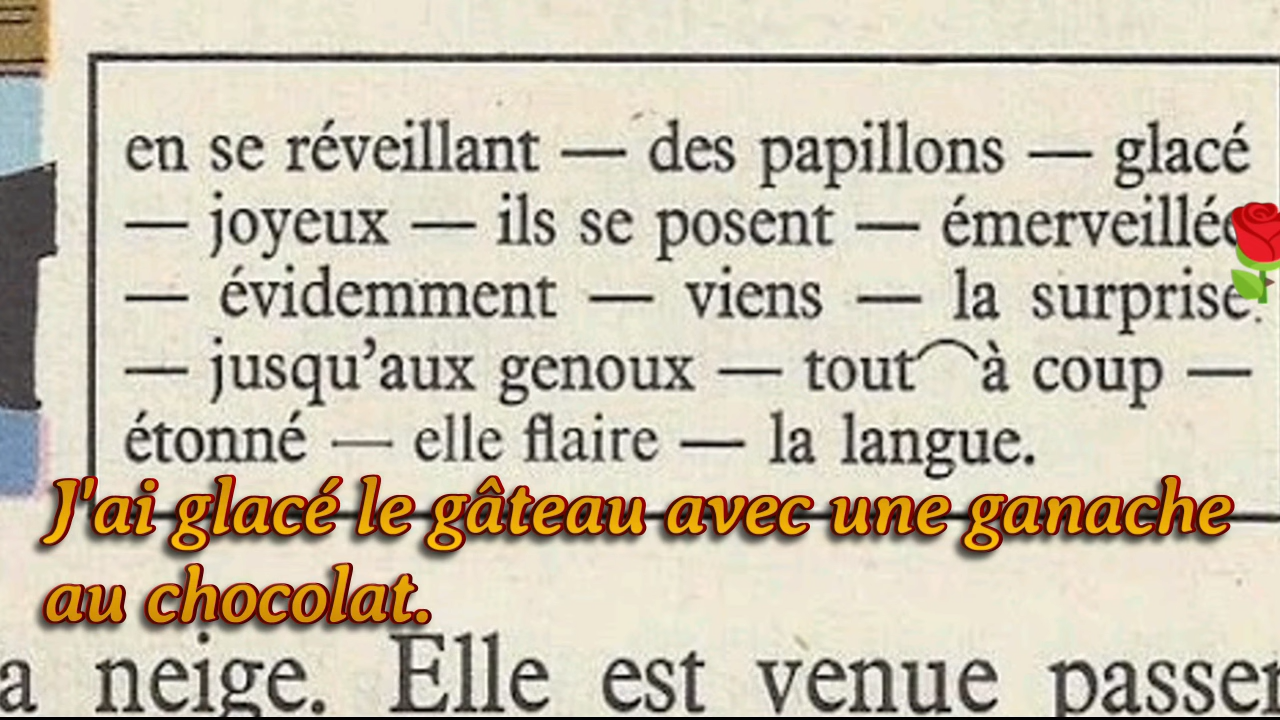 en se réveillant — des papillons — glacé
— joyeux — ils se posent — émerveillée
— évidemment — viens — la surprise
— jusqu'aux genoux — tout⁀à coup —
étonné — elle flaire — la langue.
J'ai glacé le gâteau avec une ganache
au chocolat.
a neige. Elle est venue passer